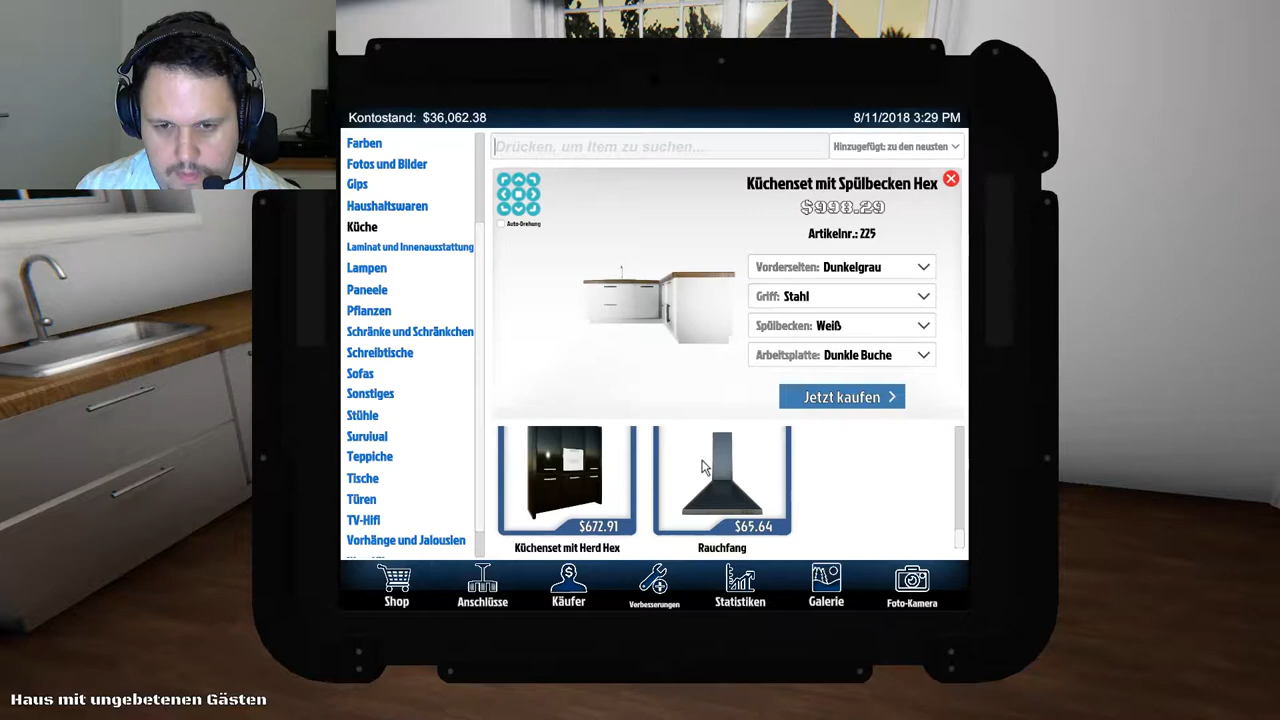 Kontostand: $36,062.38
8/11/2018 3:29 PM
Farben
Fotos und Bilder
Gips
Haushaltswaren
Küche
Laminat und Innenausstattung
Lampen
Paneele
Pflanzen
Schränke und Schränkchen
Schreibtische
Sofas
Sonstiges
Stühle
Survival
Teppiche
Tische
Türen
TV-Hifi
Vorhänge und Jalousien
Drücken, um Item zu suchen...
Hinzugefügt: zu den neusten
Auto-Drehung
Küchenset mit Spülbecken Hex
$998.29
Artikelnr.: 225
Vorderseiten: Dunkelgrau
Griff: Stahl
Spülbecken: Weiß
Arbeitsplatte: Dunkle Buche
Jetzt kaufen
$672.91
$65.64
Küchenset mit Herd Hex
Rauchfang
Shop
Anschlüsse
Käufer
Verbesserungen
Statistiken
Galerie
Foto-Kamera
Haus mit ungebetenen Gästen